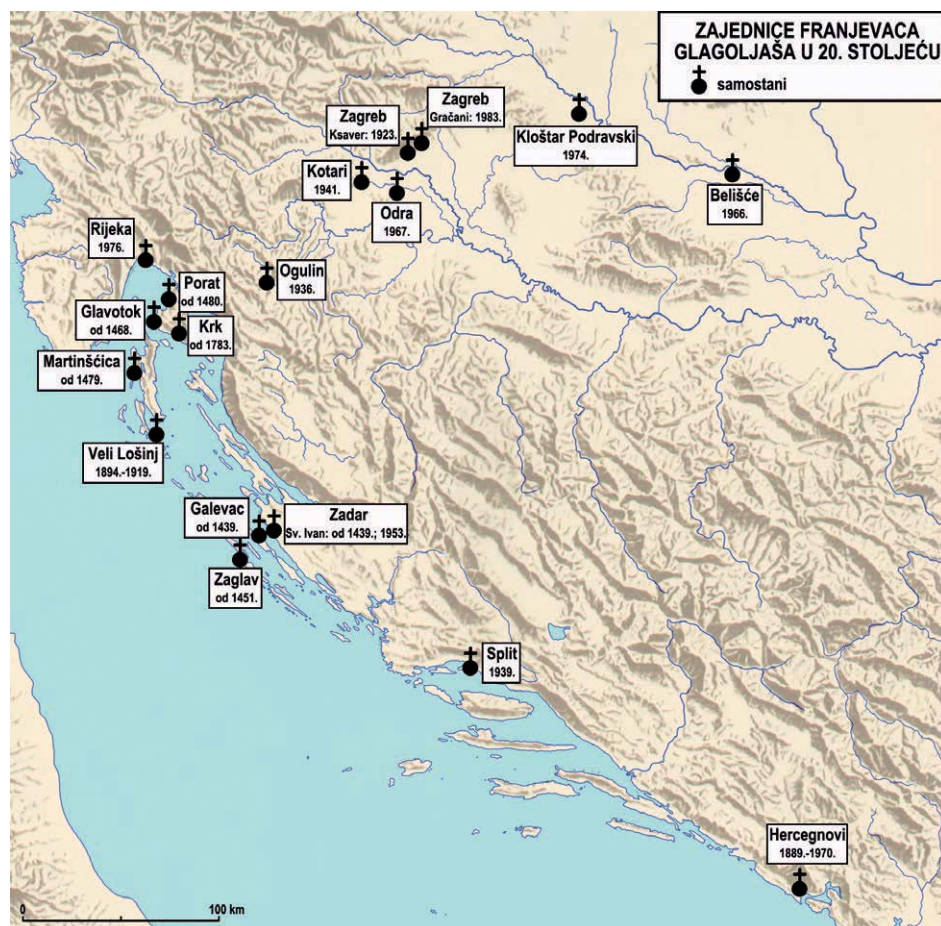 ZAJEDNICE FRANJEVACA
GLAGOLJAŠA U 20. STOLJEĆU
samostani
Zagreb
Ksaver: 1923.
Zagreb
Gračani: 1983.
Kloštar Podravski
1974.
Kotari
1941.
Odra
1967.
Belišće
1966.
Rijeka
1976.
Ogulin
1936.
Porat
od 1480.
Glavotok
od 1468.
Krk
od 1783.
Martinšćica
od 1479.
Veli Lošinj
1894.-1919.
Galevac
od 1439.
Zadar
Sv. Ivan: od 1439.; 1953.
Zaglav
od 1451.
Split
1939.
Hercegnovi
1889.-1970.
0 100 km